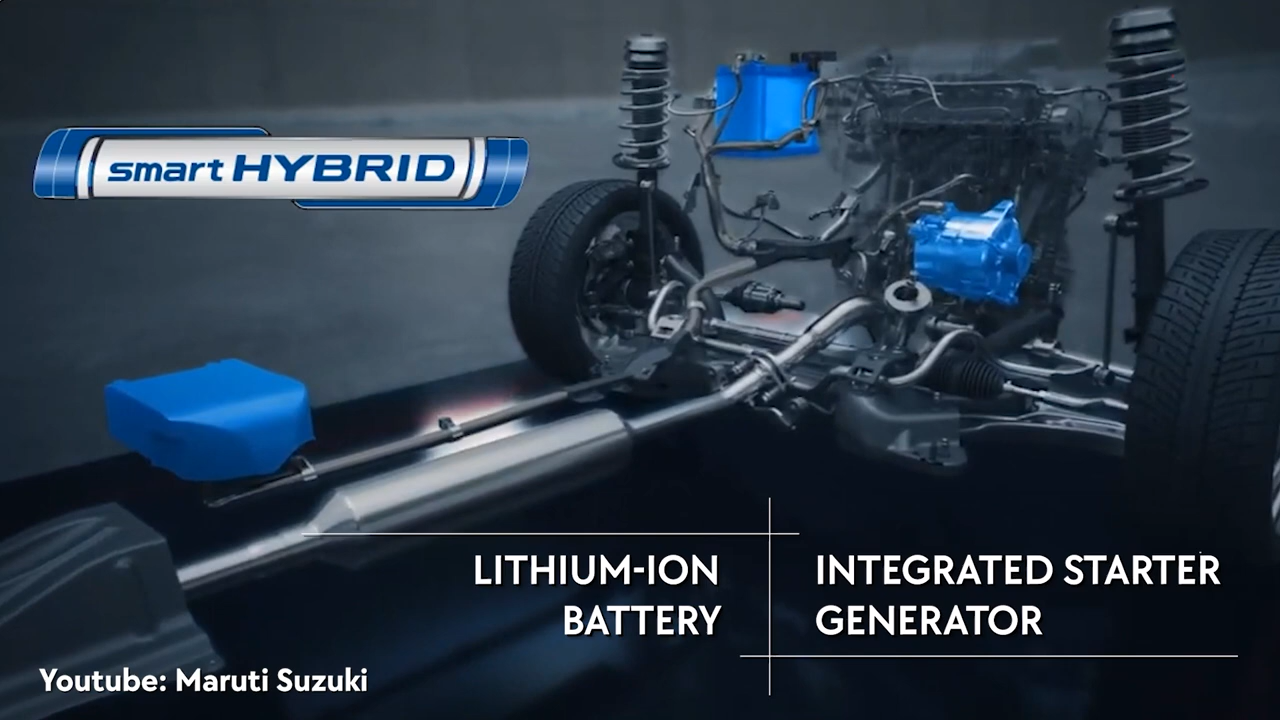 smart HYBRID
LITHIUM-ION
BATTERY
INTEGRATED STARTER
GENERATOR
Youtube: Maruti Suzuki